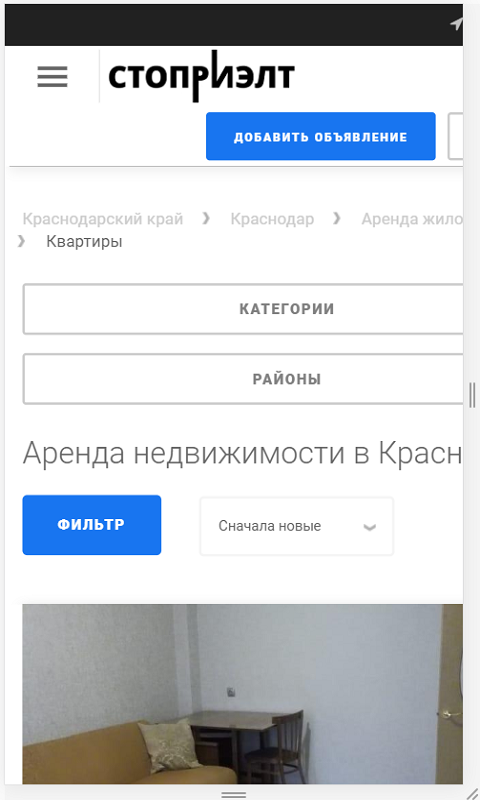 стопрИэлт
ДОБАВИТЬ ОБЪЯВЛЕНИЕ
Краснодарский край › Краснодар › Аренда жило
› Квартиры
КАТЕГОРИИ
РАЙОНЫ
Аренда недвижимости в Красн
ФИЛЬТР
Сначала новые